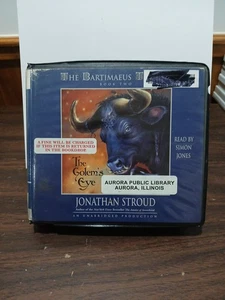 THE BARTIMAEUS T
BOOK TWO
READ BY
SIMON
JONES
A FINE WILL BE CHARGED
IF THIS ITEM IS RETURNED
IN THE BOOKDROP
The
Golem's
Eye
AURORA PUBLIC LIBRARY
AURORA, ILLINOIS
JONATHAN STROUD
AN UNABRIDGED PRODUCTION